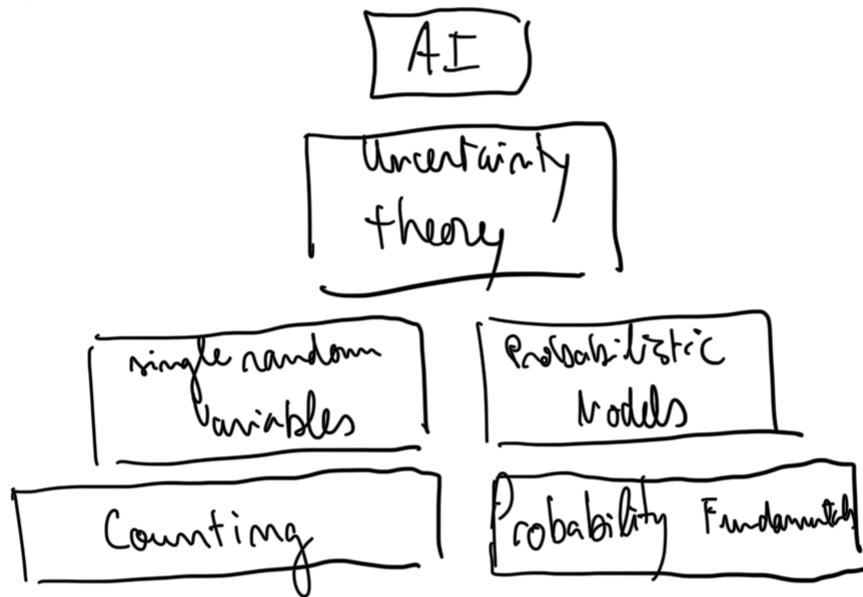 AI
Uncertainty
theory
single random
Variables
Probabilistic
Models
Counting
Probability Fundamentals